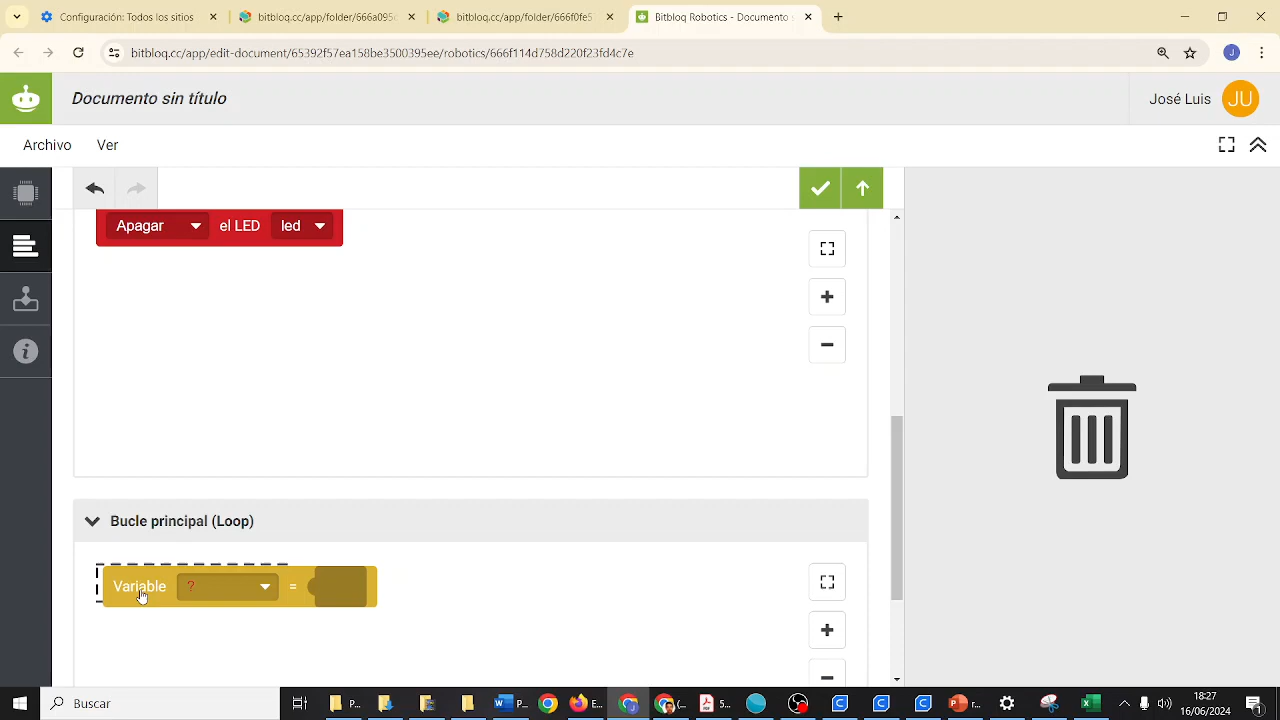 Configuración: Todos los sitios
bitbloq.cc/app/folder/666a095c
bitbloq.cc/app/folder/666f0fe5
Bitbloq Robotics - Documento s
bitbloq.cc/app/edit-document/65392f57ea158be3500395ee/robotics/666f114d758d220f23fd4c7e
J
Documento sin título
José Luis
JU
Archivo
Ver
Apagar
el LED
led
Bucle principal (Loop)
Variable
?
=
Buscar
P...
P...
E...
(...
5...
...
18:27
16/06/2024